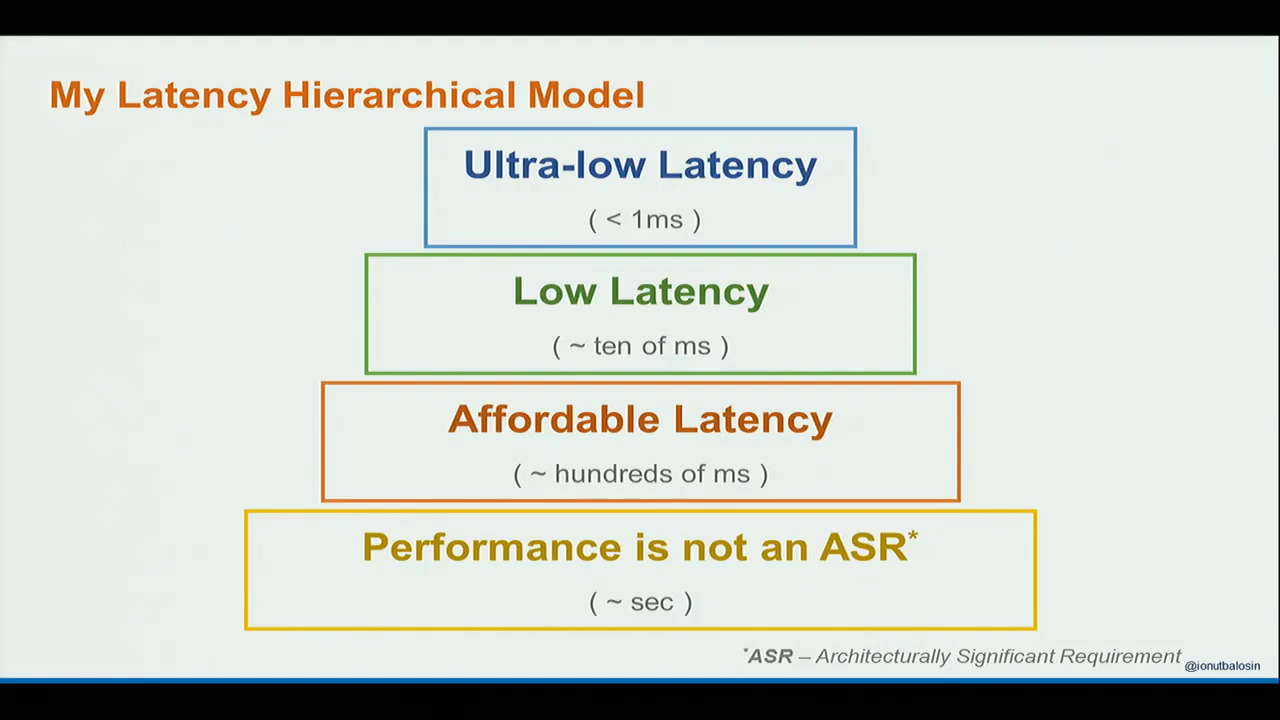 My Latency Hierarchical Model
Ultra-low Latency
( < 1ms )
Low Latency
( ~ ten of ms )
Affordable Latency
( ~ hundreds of ms )
Performance is not an ASR*
( ~ sec )
*ASR – Architecturally Significant Requirement
@ionutbalosin